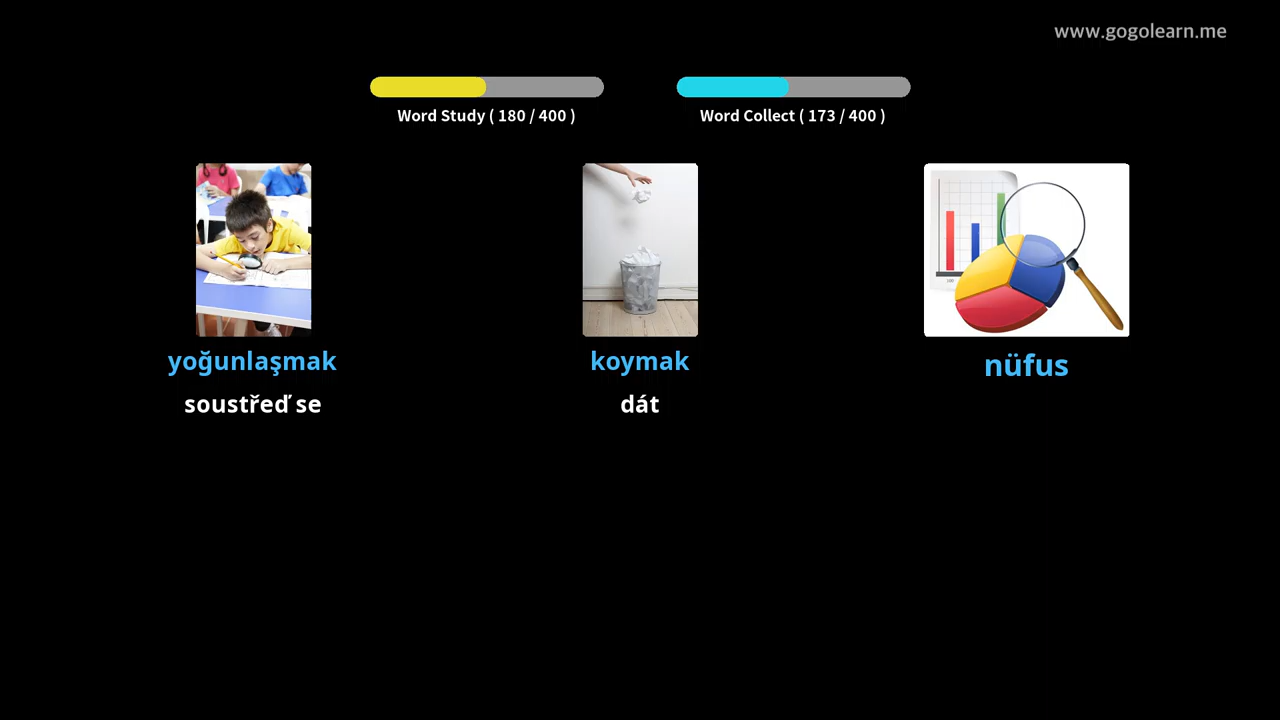 www.gogolearn.me
Word Study ( 180 / 400 )
Word Collect ( 173 / 400 )
yoğunlaşmak
koymak
nüfus
soustřeď se
dát